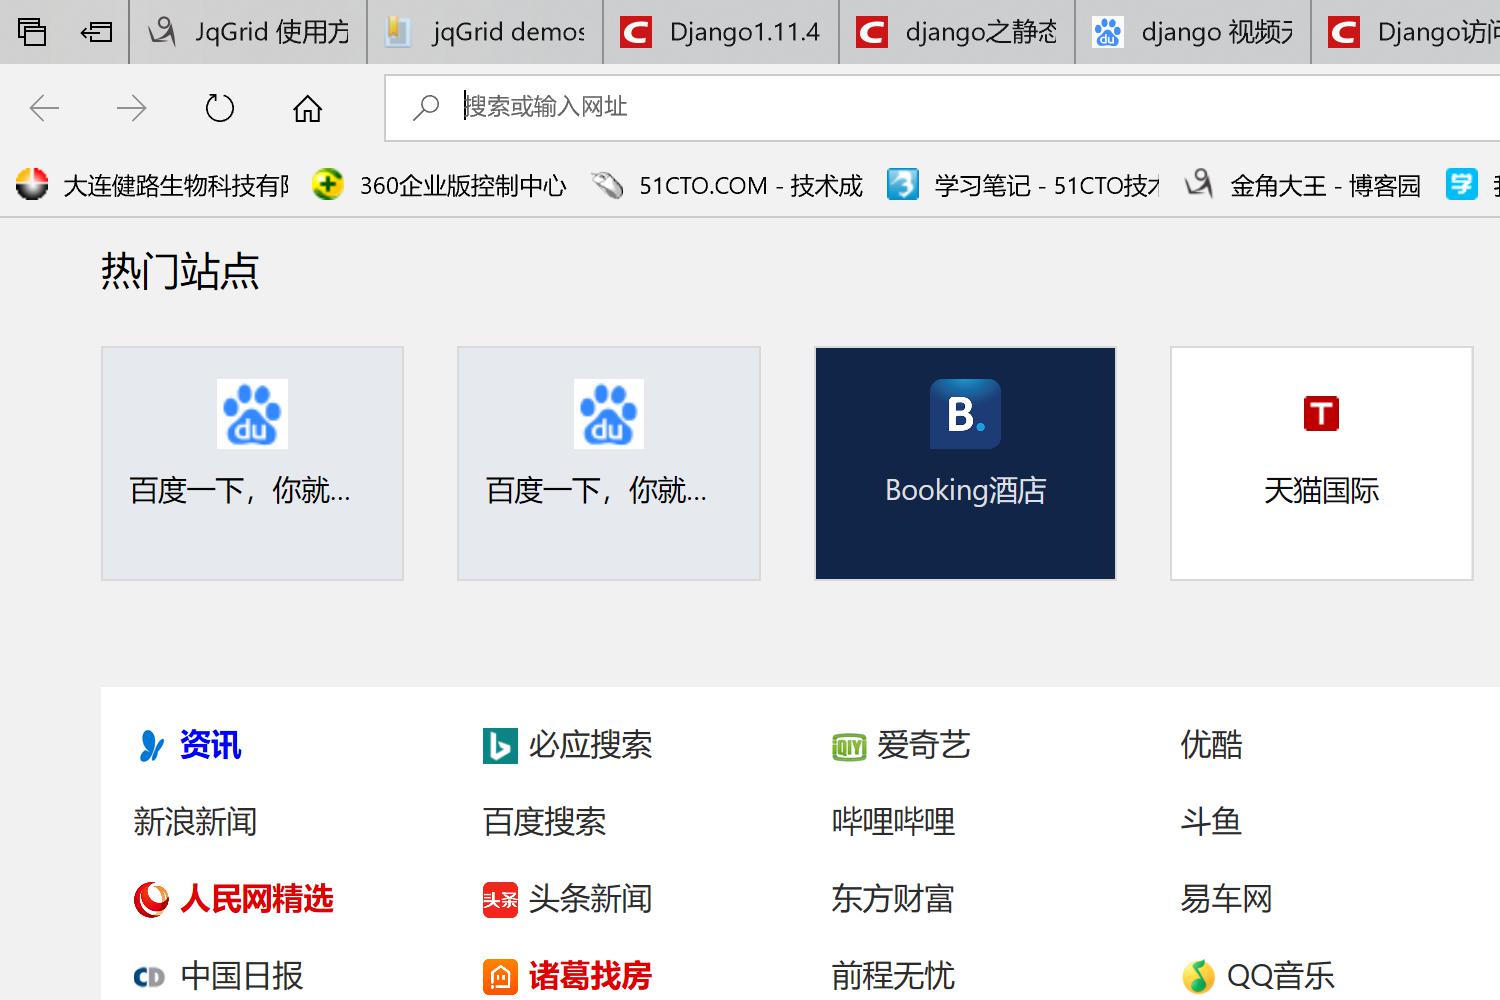 JqGrid 使用方
jqGrid demos
Django1.11.4
django之静态
django 视频
Django访问
搜索或输入网址
大连健路生物科技有
360企业版控制中心
51CTO.COM - 技术成
学习笔记 - 51CTO技
金角大王 - 博客园
学
热门站点
du
百度一下，你就...
du
百度一下，你就...
B.
Booking酒店
T
天猫国际
资讯
必应搜索
iQIYI
爱奇艺
优酷
新浪新闻
百度搜索
哔哩哔哩
斗鱼
人民网精选
头条
头条新闻
东方财富
易车网
CD
中国日报
诸葛找房
前程无忧
QQ音乐